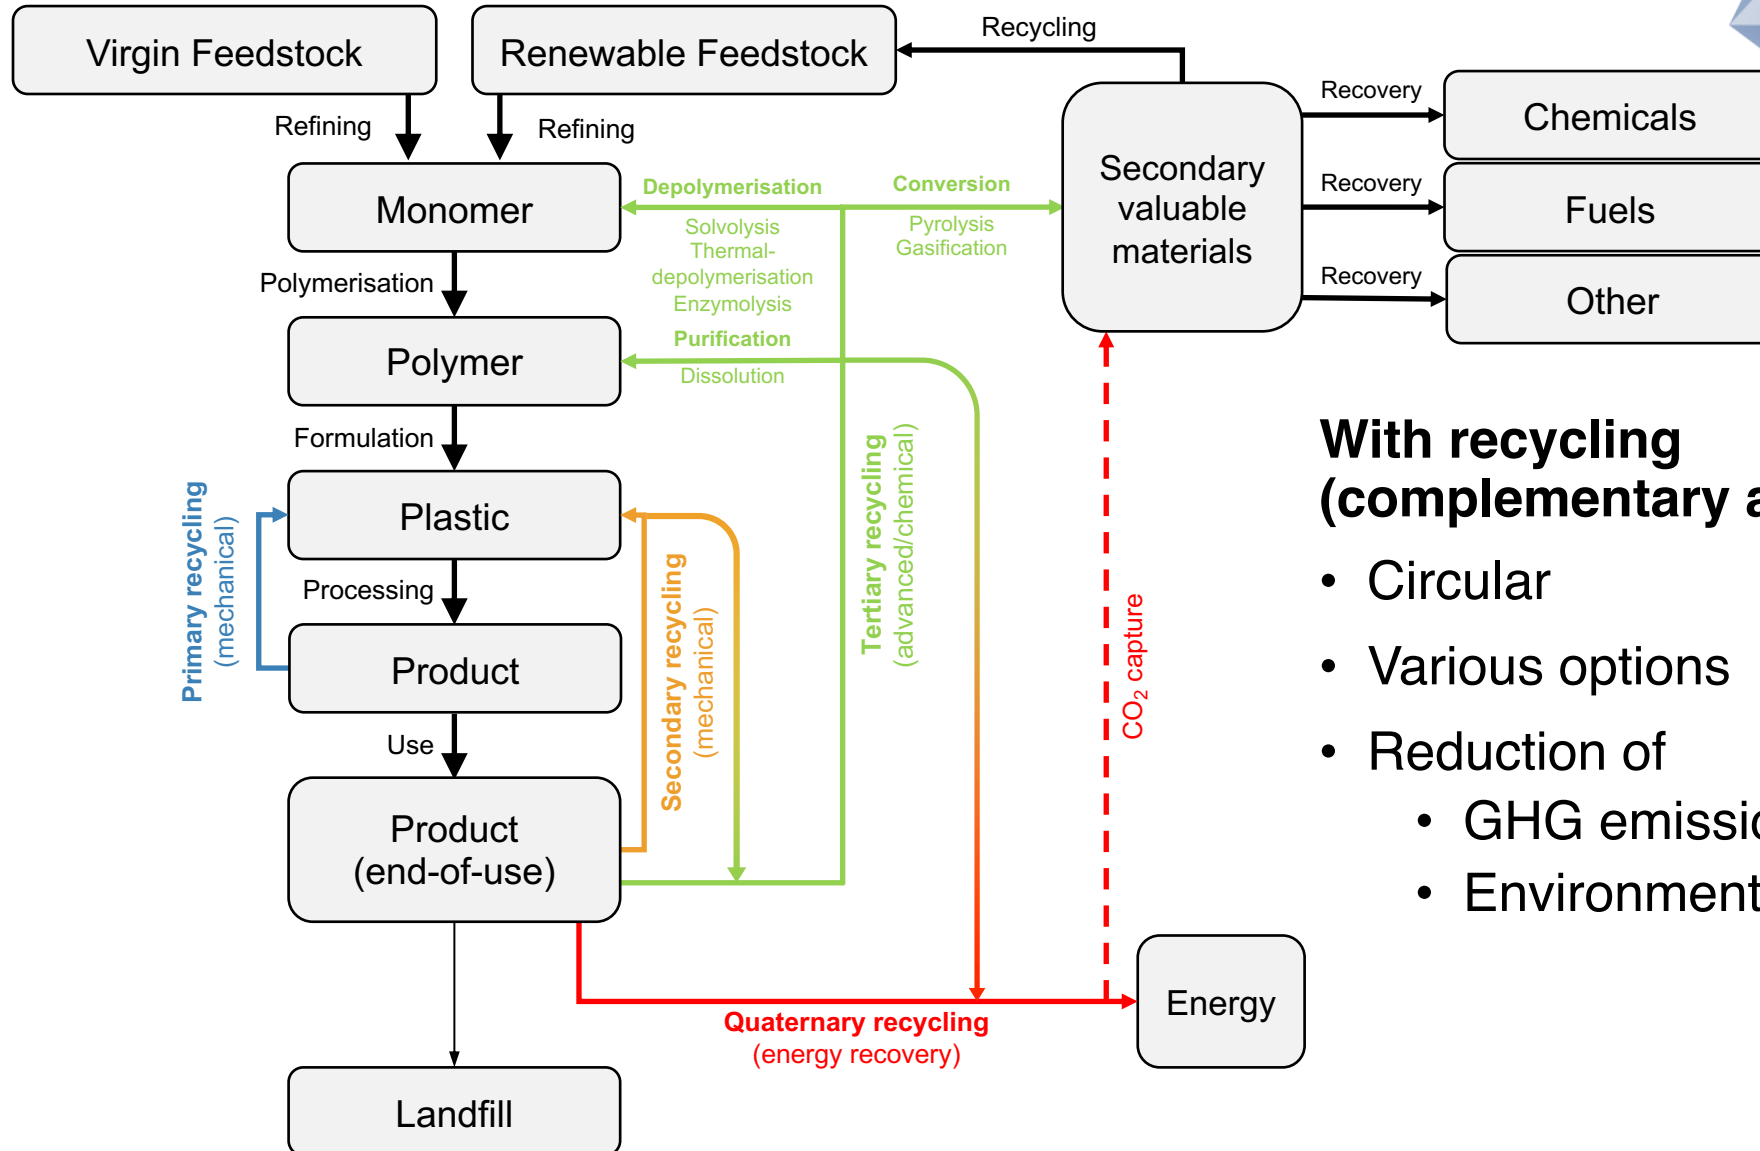 Virgin Feedstock
Renewable Feedstock
Recycling
Refining
Refining
Recovery
Chemicals
Secondary
valuable
materials
Recovery
Fuels
Recovery
Other
Monomer
Depolymerisation
Solvolysis
Thermal-
depolymerisation
Enzymolysis
Conversion
Pyrolysis
Gasification
Polymerisation
Polymer
Purification
Dissolution
Formulation
Plastic
Processing
Product
Use
Product
(end-of-use)
Landfill
Primary recycling
(mechanical)
Secondary recycling
(mechanical)
Tertiary recycling
(advanced/chemical)
CO₂ capture
Quaternary recycling
(energy recovery)
Energy
With recycling
(complementary
• Circular
• Various options
• Reduction of
• GHG
• Environment